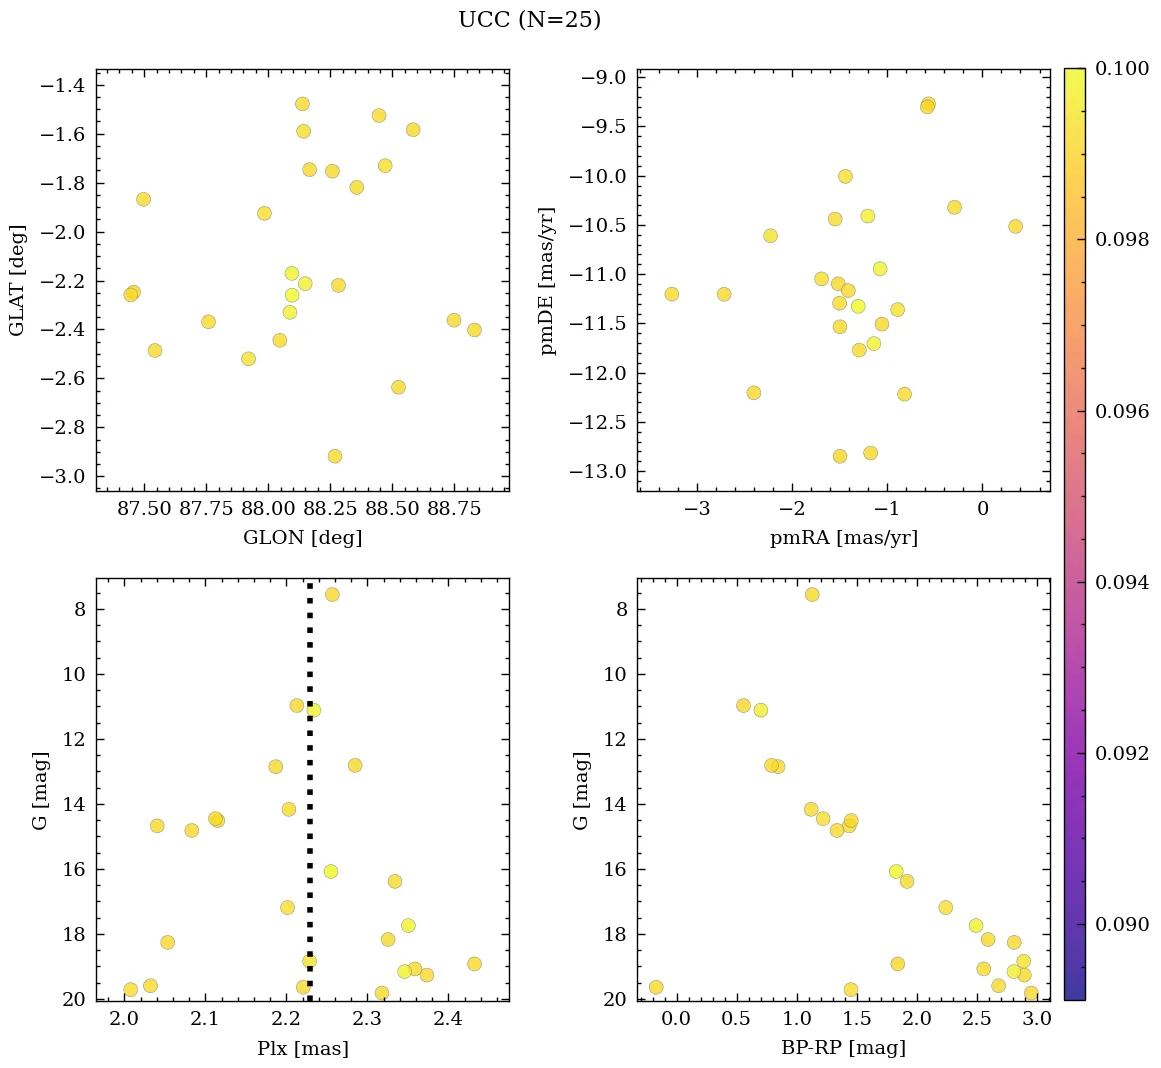 UCC (N=25)
−1.4
−1.6
−1.8
−2.0
−2.2
−2.4
−2.6
−2.8
−3.0
GLAT [deg]
87.50 87.75 88.00 88.25 88.50 88.75
GLON [deg]
−9.0
−9.5
−10.0
−10.5
−11.0
−11.5
−12.0
−12.5
−13.0
pmDE [mas/yr]
−3 −2 −1 0
pmRA [mas/yr]
8
10
12
14
16
18
20
G [mag]
2.0 2.1 2.2 2.3 2.4
Plx [mas]
8
10
12
14
16
18
20
G [mag]
0.0 0.5 1.0 1.5 2.0 2.5 3.0
BP-RP [mag]
0.100
0.098
0.096
0.094
0.092
0.090